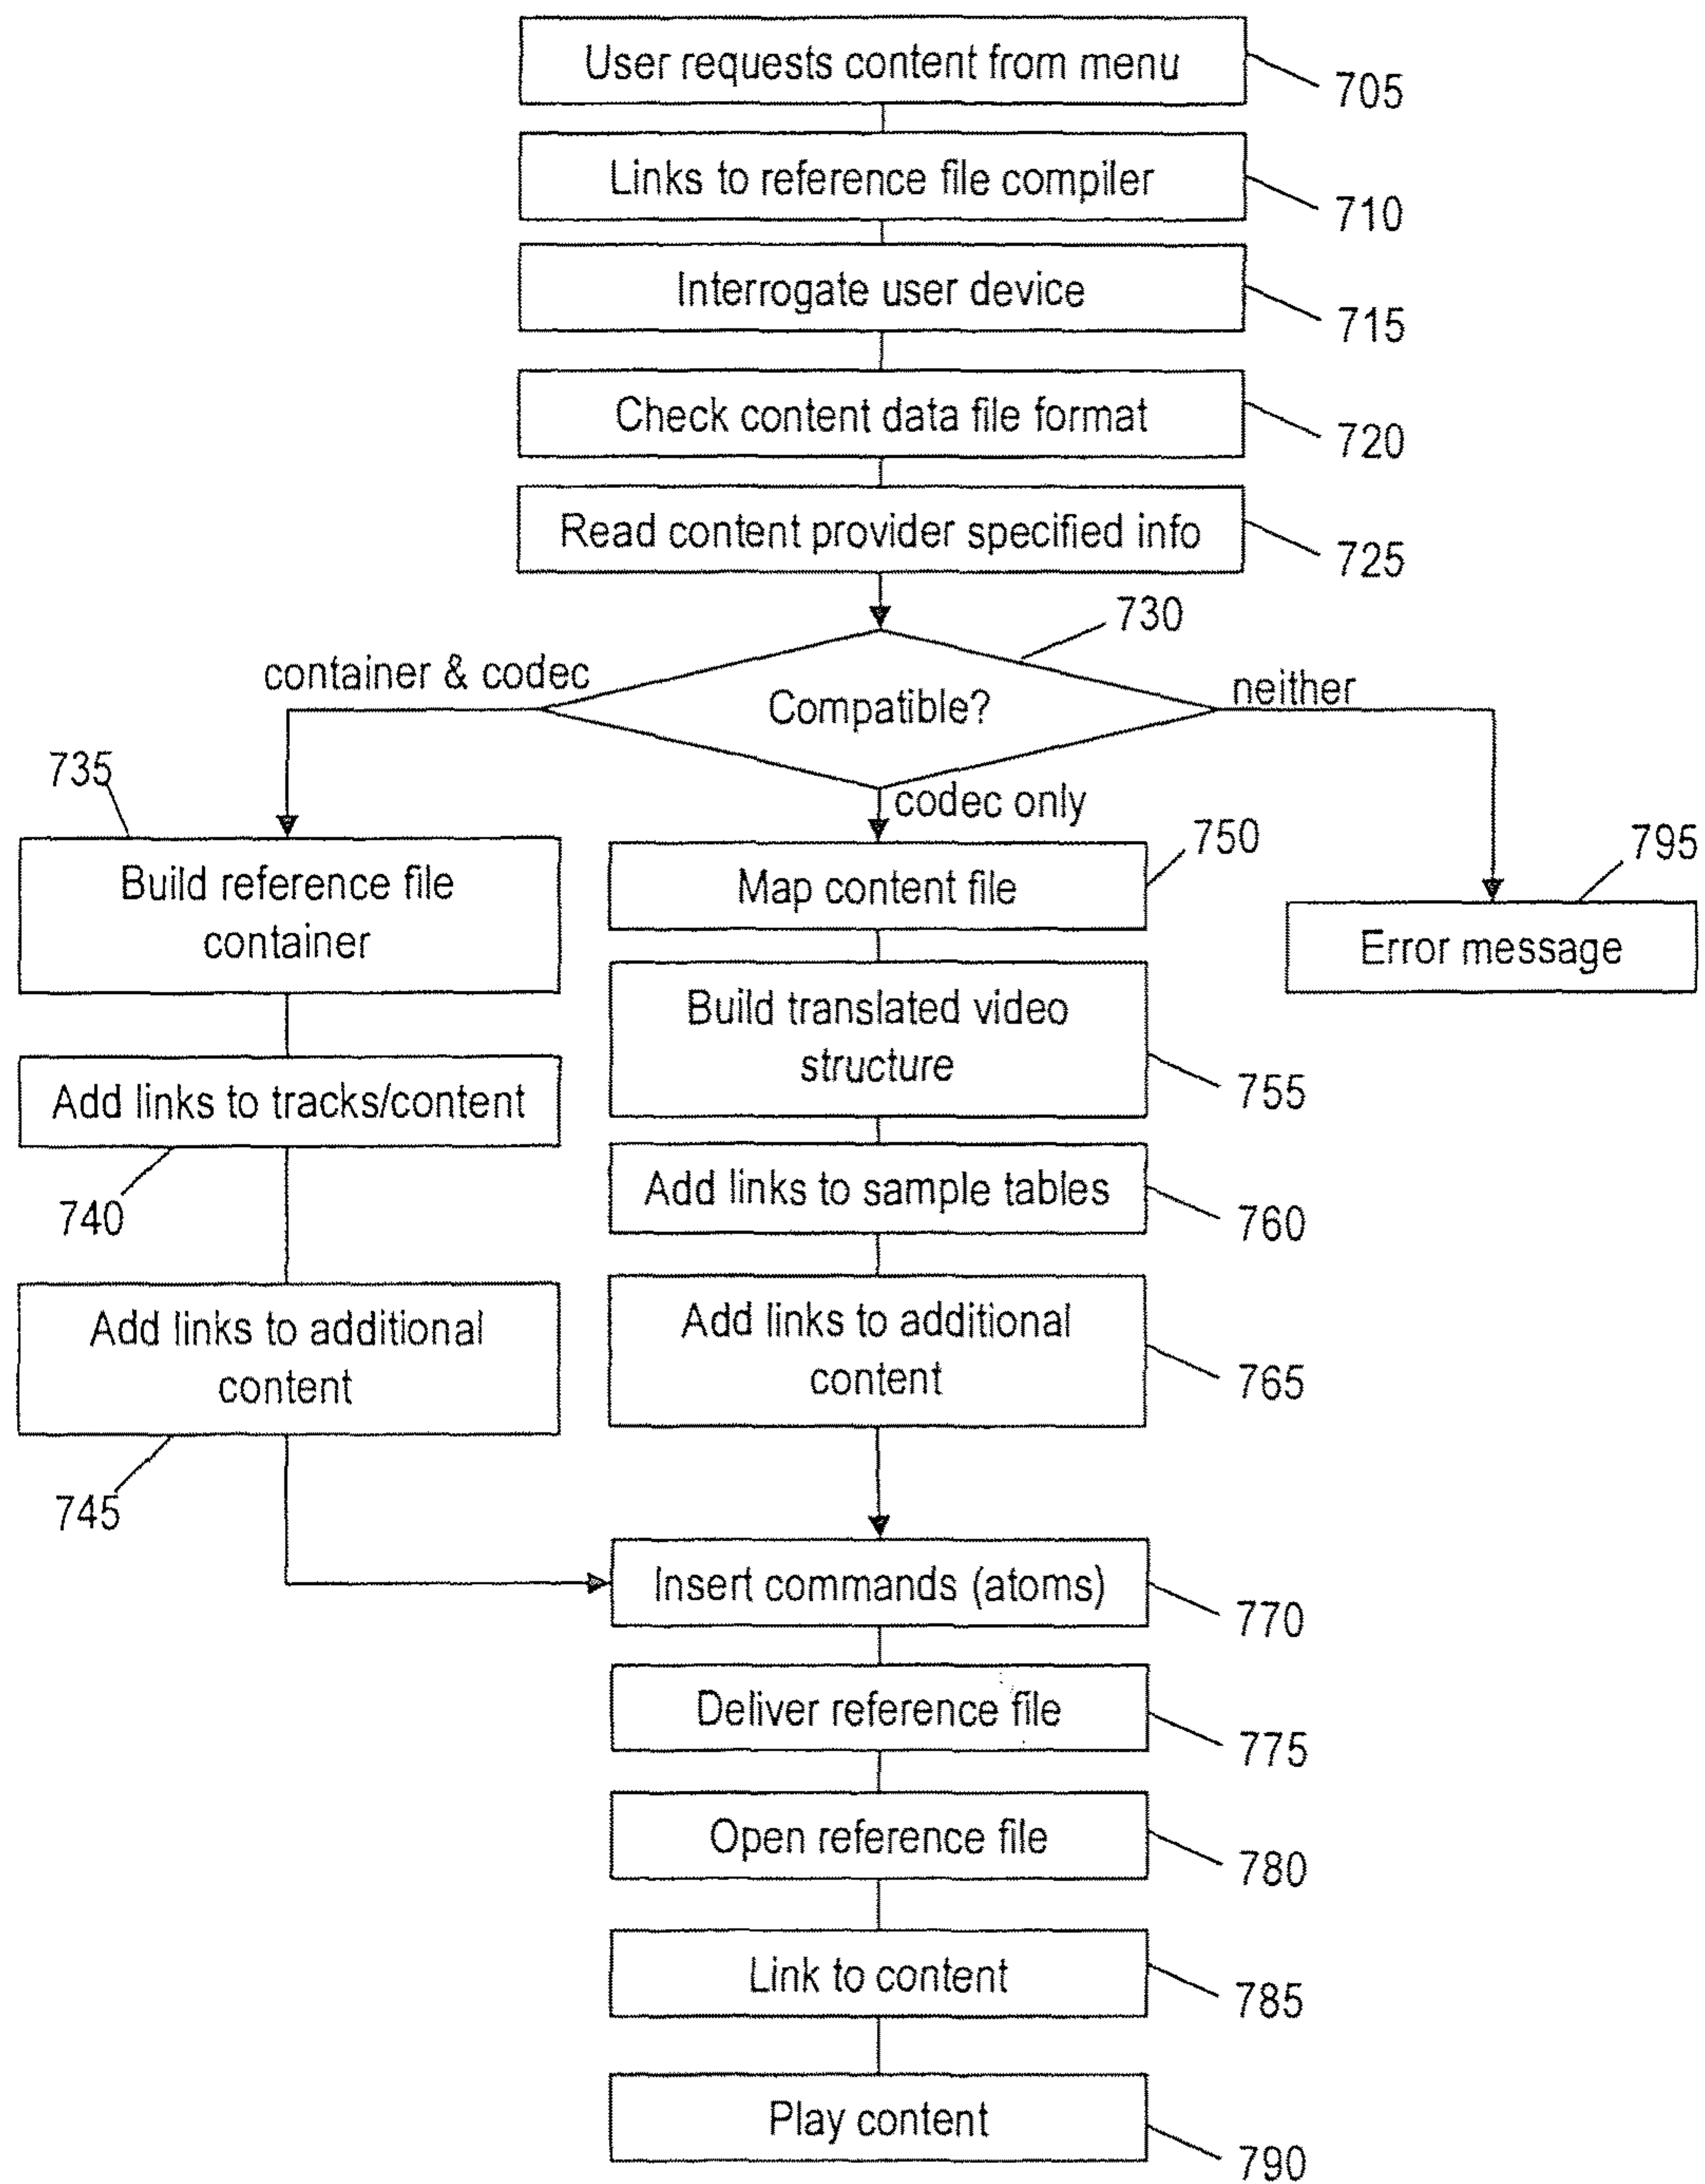 User requests content from menu
705
Links to reference file compiler
710
Interrogate user device
715
Check content data file format
720
Read content provider specified info
725
730
container & codec
Compatible?
neither
codec only
735
Build reference file
container
Add links to tracks/content
740
Add links to additional
content
745
750
Map content file
Build translated video
structure
755
Add links to sample tables
760
Add links to additional
content
765
795
Error message
Insert commands (atoms)
770
Deliver reference file
775
Open reference file
780
Link to content
785
Play content
790